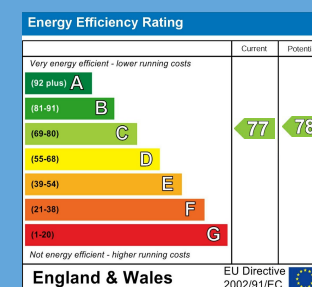 Energy Efficiency Rating
Current
Potenti
Very energy efficient - lower running costs
(92 plus) A
(81-91) B
(69-80) C
77
78
(55-68) D
(39-54) E
(21-38) F
(1-20) G
Not energy efficient - higher running costs
England & Wales
EU Directive
2002/91/EC